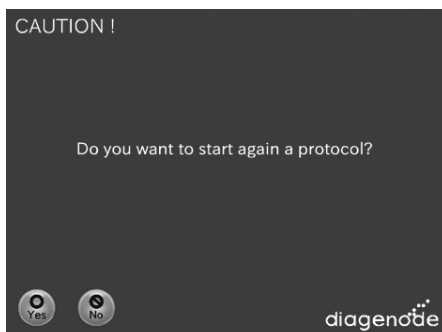 CAUTION !
Do you want to start again a protocol?
Yes
No
diagenode